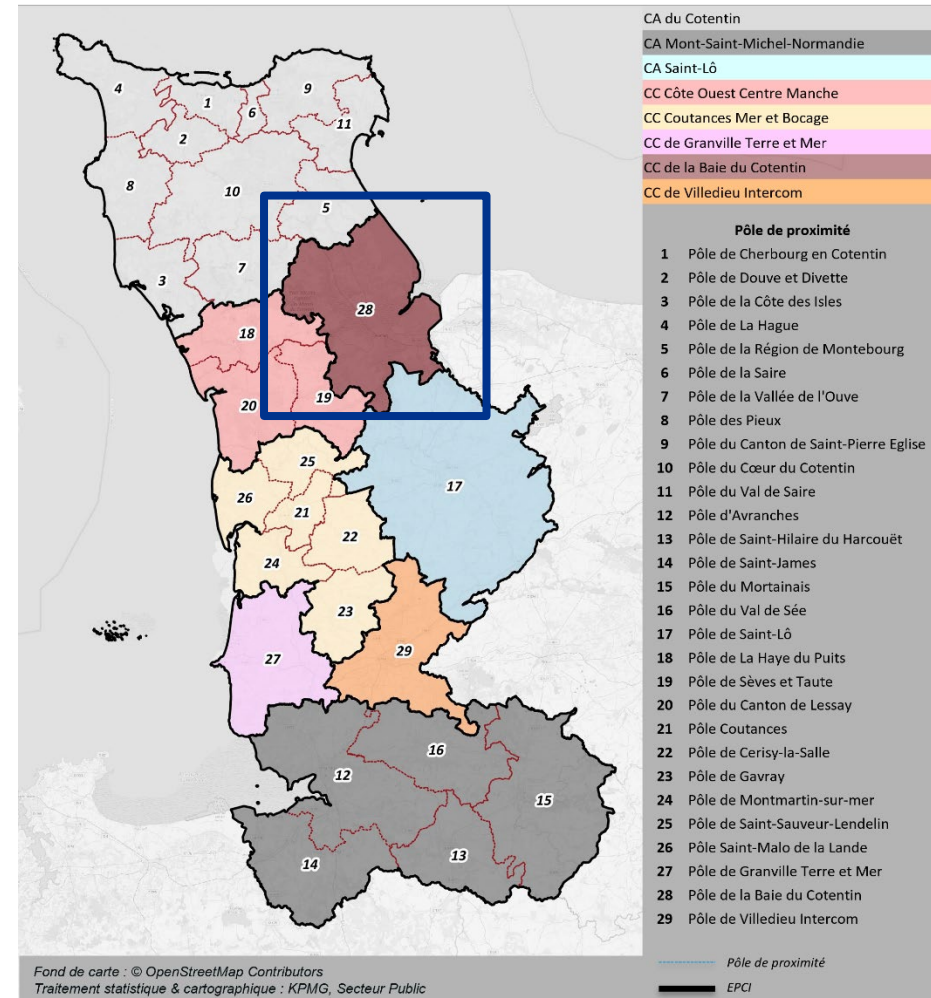 CA du Cotentin
CA Mont-Saint-Michel-Normandie
CA Saint-Lô
CC Côte Ouest Centre Manche
CC Coutances Mer et Bocage
CC de Granville Terre et Mer
CC de la Baie du Cotentin
CC de Villedieu Intercom
Pôle de proximité
1 Pôle de Cherbourg en Cotentin
2 Pôle de Douve et Divette
3 Pôle de la Côte des Isles
4 Pôle de La Hague
5 Pôle de la Région de Montebourg
6 Pôle de la Saire
7 Pôle de la Vallée de l'Ouve
8 Pôle des Pieux
9 Pôle du Canton de Saint-Pierre Eglise
10 Pôle du Cœur du Cotentin
11 Pôle du Val de Saire
12 Pôle d'Avranches
13 Pôle de Saint-Hilaire du Harcouët
14 Pôle de Saint-James
15 Pôle du Mortainais
16 Pôle du Val de Sée
17 Pôle de Saint-Lô
18 Pôle de La Haye du Puits
19 Pôle de Sèves et Taute
20 Pôle du Canton de Lessay
21 Pôle Coutances
22 Pôle de Cerisy-la-Salle
23 Pôle de Gavray
24 Pôle de Montmartin-sur-mer
25 Pôle de Saint-Sauveur-Lendelin
26 Pôle Saint-Malo de la Lande
27 Pôle de Granville Terre et Mer
28 Pôle de la Baie du Cotentin
29 Pôle de Villedieu Intercom
Pôle de proximité
EPCI
4
1
9
6
11
2
8
10
5
7
3
28
18
19
20
25
17
26
21
22
24
23
27
29
16
12
15
13
14
Fond de carte : © OpenStreetMap Contributors
Traitement statistique & cartographique : KPMG, Secteur Public